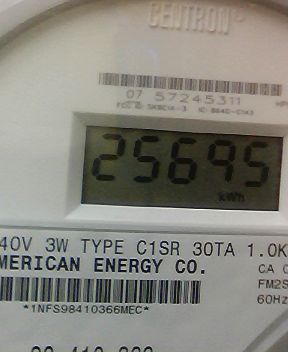 CENTRON®
07 57245311
25695
kWh
40V 3W TYPE C1SR 30TA 1.0K
MERICAN ENERGY CO.
CA 0
FM2S
60Hz
*1NFS98410366MEC*